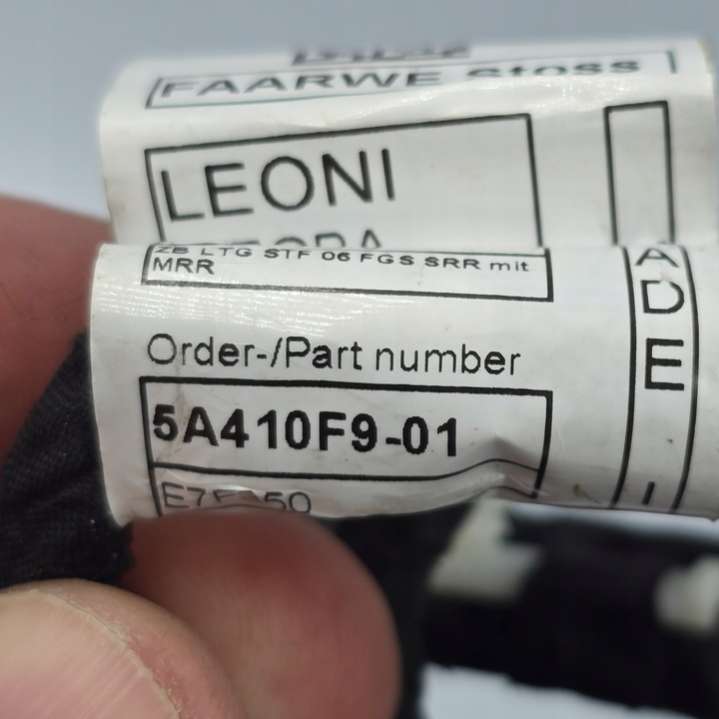 FAARWE Stoss
LEONI
ZB LTG STF 06 FGS SRR mit
MRR
Order-/Part number
5A410F9-01
A
D
E